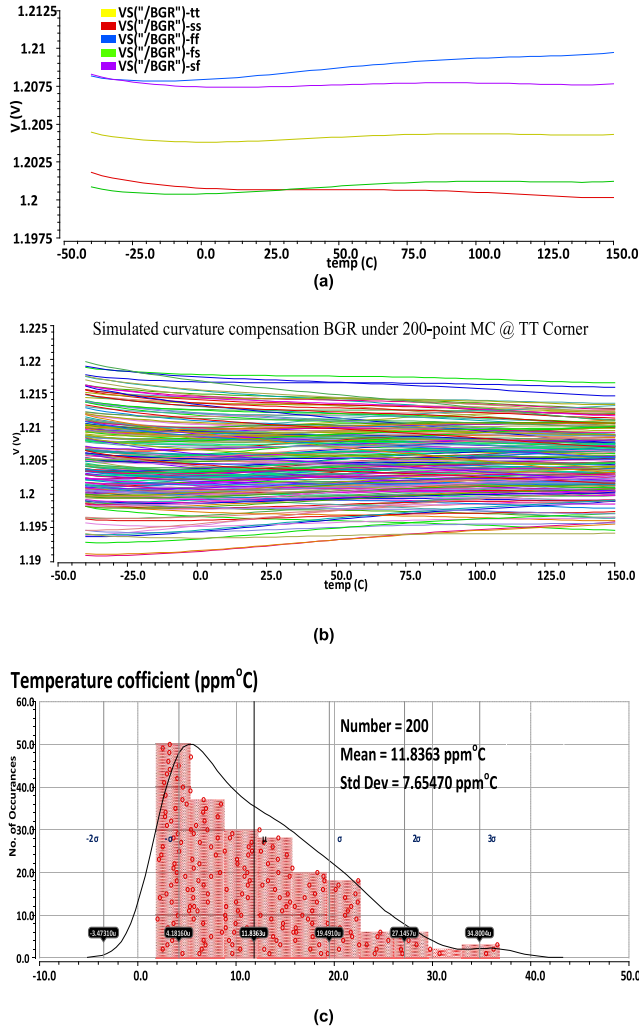 1.2125
VS("/BGR")-tt
VS("/BGR")-ss
1.21
VS("/BGR")-ff
VS("/BGR")-fs
1.2075
VS("/BGR")-sf
V (V)
1.205
1.2025
1.2
1.1975
-50.0 -25.0 0.0 25.0 50.0 75.0 100.0 125.0 150.0
temp (C)
(a)
1.225
Simulated curvature compensation BGR under 200-point MC @ TT Corner
1.22
1.215
1.21
V (V)
1.205
1.2
1.195
1.19
-50.0 -25.0 0.0 25.0 50.0 75.0 100.0 125.0 150.0
temp (C)
(b)
Temperature cofficient (ppm°C)
60.0
Number = 200
50.0
Mean = 11.8363 ppm°C
Std Dev = 7.65470 ppm°C
40.0
No. of Occurances
30.0
-2σ -σ μ σ 2σ 3σ
20.0
10.0
-3.47310u 4.18160u 11.8363u 19.4910u 27.1457u 34.8004u
0.0
-10.0 0.0 10.0 20.0 30.0 40.0 50.0
(c)